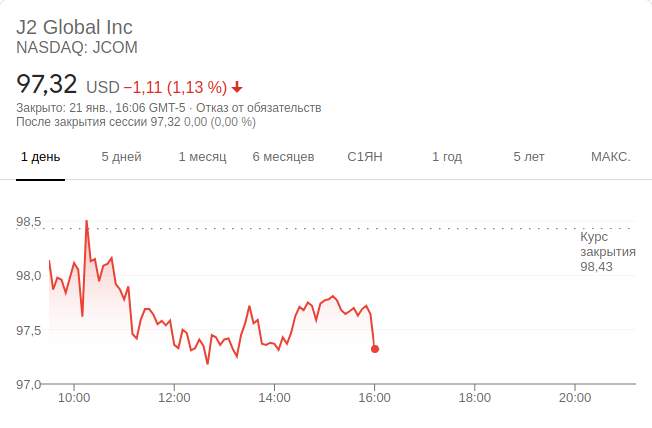 J2 Global Inc
NASDAQ: JCOM
97,32 USD −1,11 (1,13 %)
Закрыто: 21 янв., 16:06 GMT-5 · Отказ от обязательств
После закрытия сессии 97,32 0,00 (0,00 %)
1 день 5 дней 1 месяц 6 месяцев С1ЯН 1 год 5 лет МАКС.
98,5
Курс
закрытия
98,43
98,0
97,5
97,0
10:00 12:00 14:00 16:00 18:00 20:00